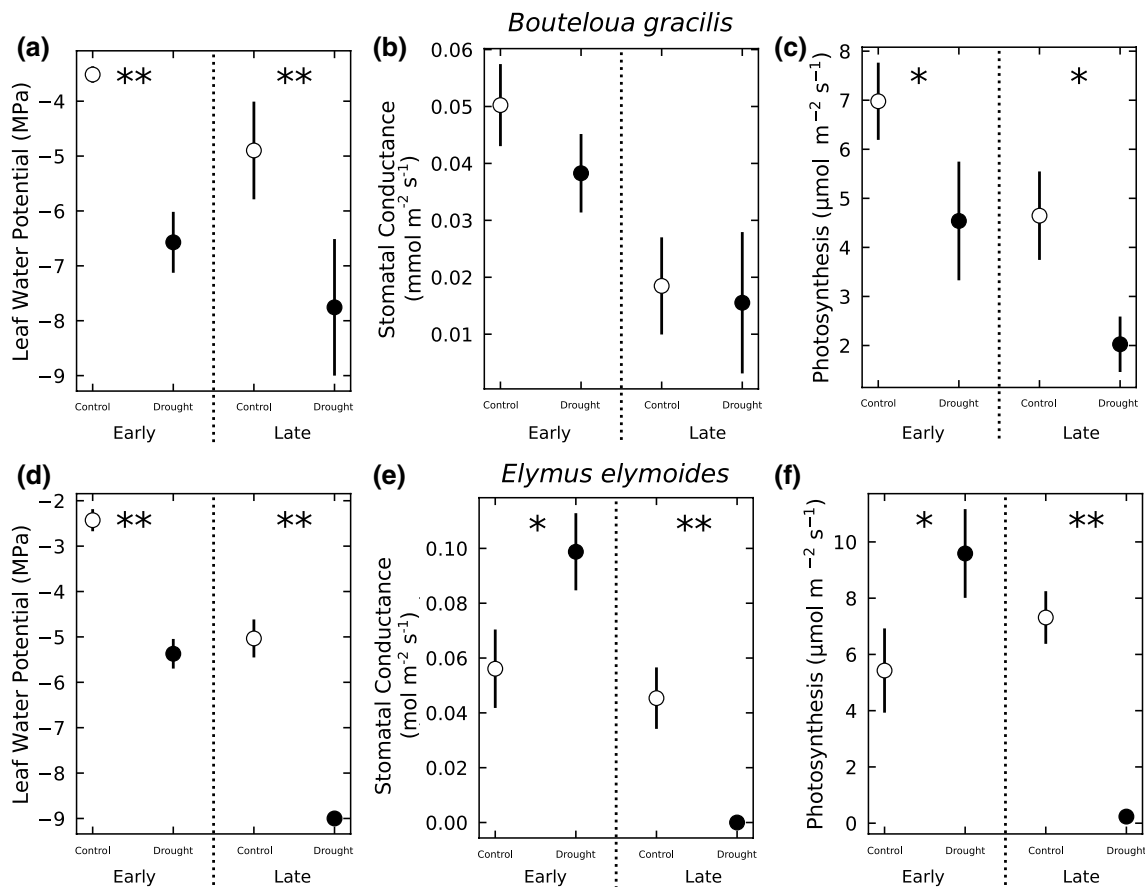 Bouteloua gracilis
(a)
Leaf Water Potential (MPa)
−4
−5
−6
−7
−8
−9
** **
Control Drought Control Drought
Early Late
(b)
Stomatal Conductance
(mmol m-2 s-1)
0.06
0.05
0.04
0.03
0.02
0.01
Control Drought Control Drought
Early Late
(c)
Photosynthesis (μmol m−2 s−1)
8
7
6
5
4
3
2
* *
Control Drought Control Drought
Early Late
Elymus elymoides
(d)
Leaf Water Potential (MPa)
−2
−3
−4
−5
−6
−7
−8
−9
** **
Control Drought Control Drought
Early Late
(e)
Stomatal Conductance
(mol m-2 s-1)
0.10
0.08
0.06
0.04
0.02
0.00
* **
Control Drought Control Drought
Early Late
(f)
Photosynthesis (μmol m −2 s−1)
10
8
6
4
2
0
* **
Control Drought Control Drought
Early Late